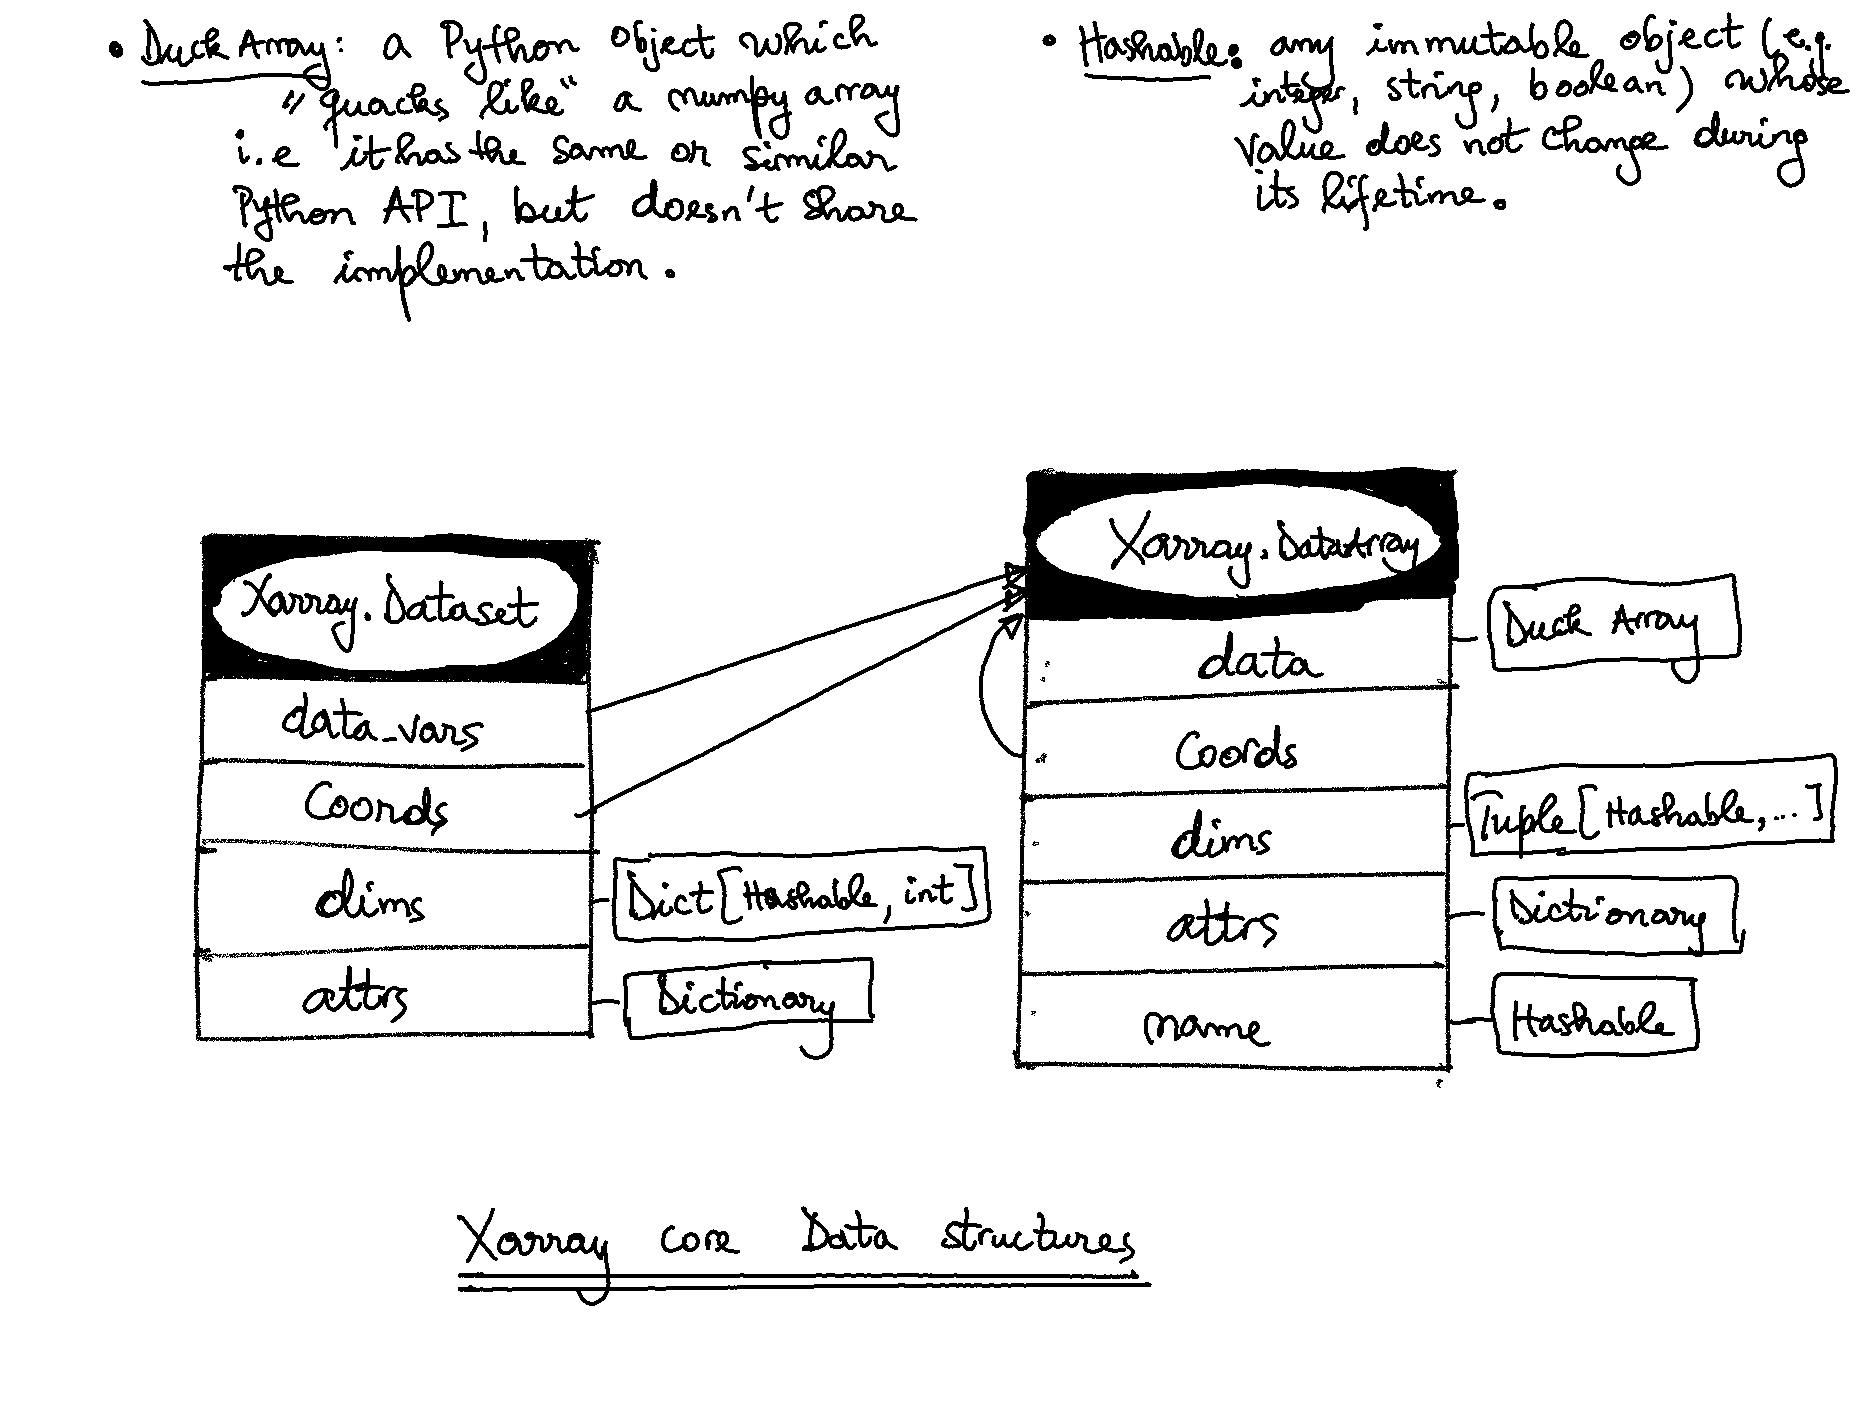 • Duck Array: a Python object which
"quacks like" a numpy array
i.e it has the same or similar
Python API, but doesn't share
the implementation.
• Hashable: any immutable object (e.g.
integer, string, boolean) whose
value does not change during
its lifetime.
Xarray.Dataset
data_vars
Coords
dims
Dict[Hashable, int]
attrs
Dictionary
Xarray.DataArray
data
Duck Array
Coords
dims
Tuple[Hashable,...]
attrs
Dictionary
name
Hashable
Xarray core Data structures